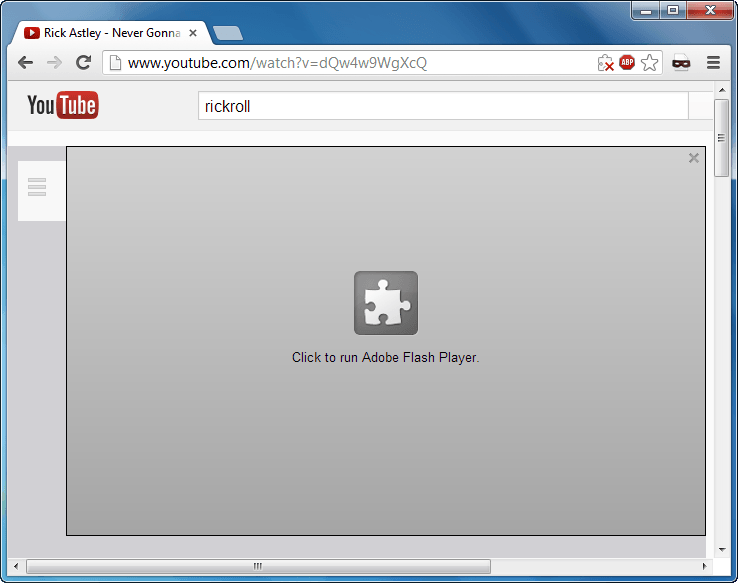 Rick Astley - Never Gonna
www.youtube.com/watch?v=dQw4w9WgXcQ
ABP
YouTube
rickroll
Click to run Adobe Flash Player.